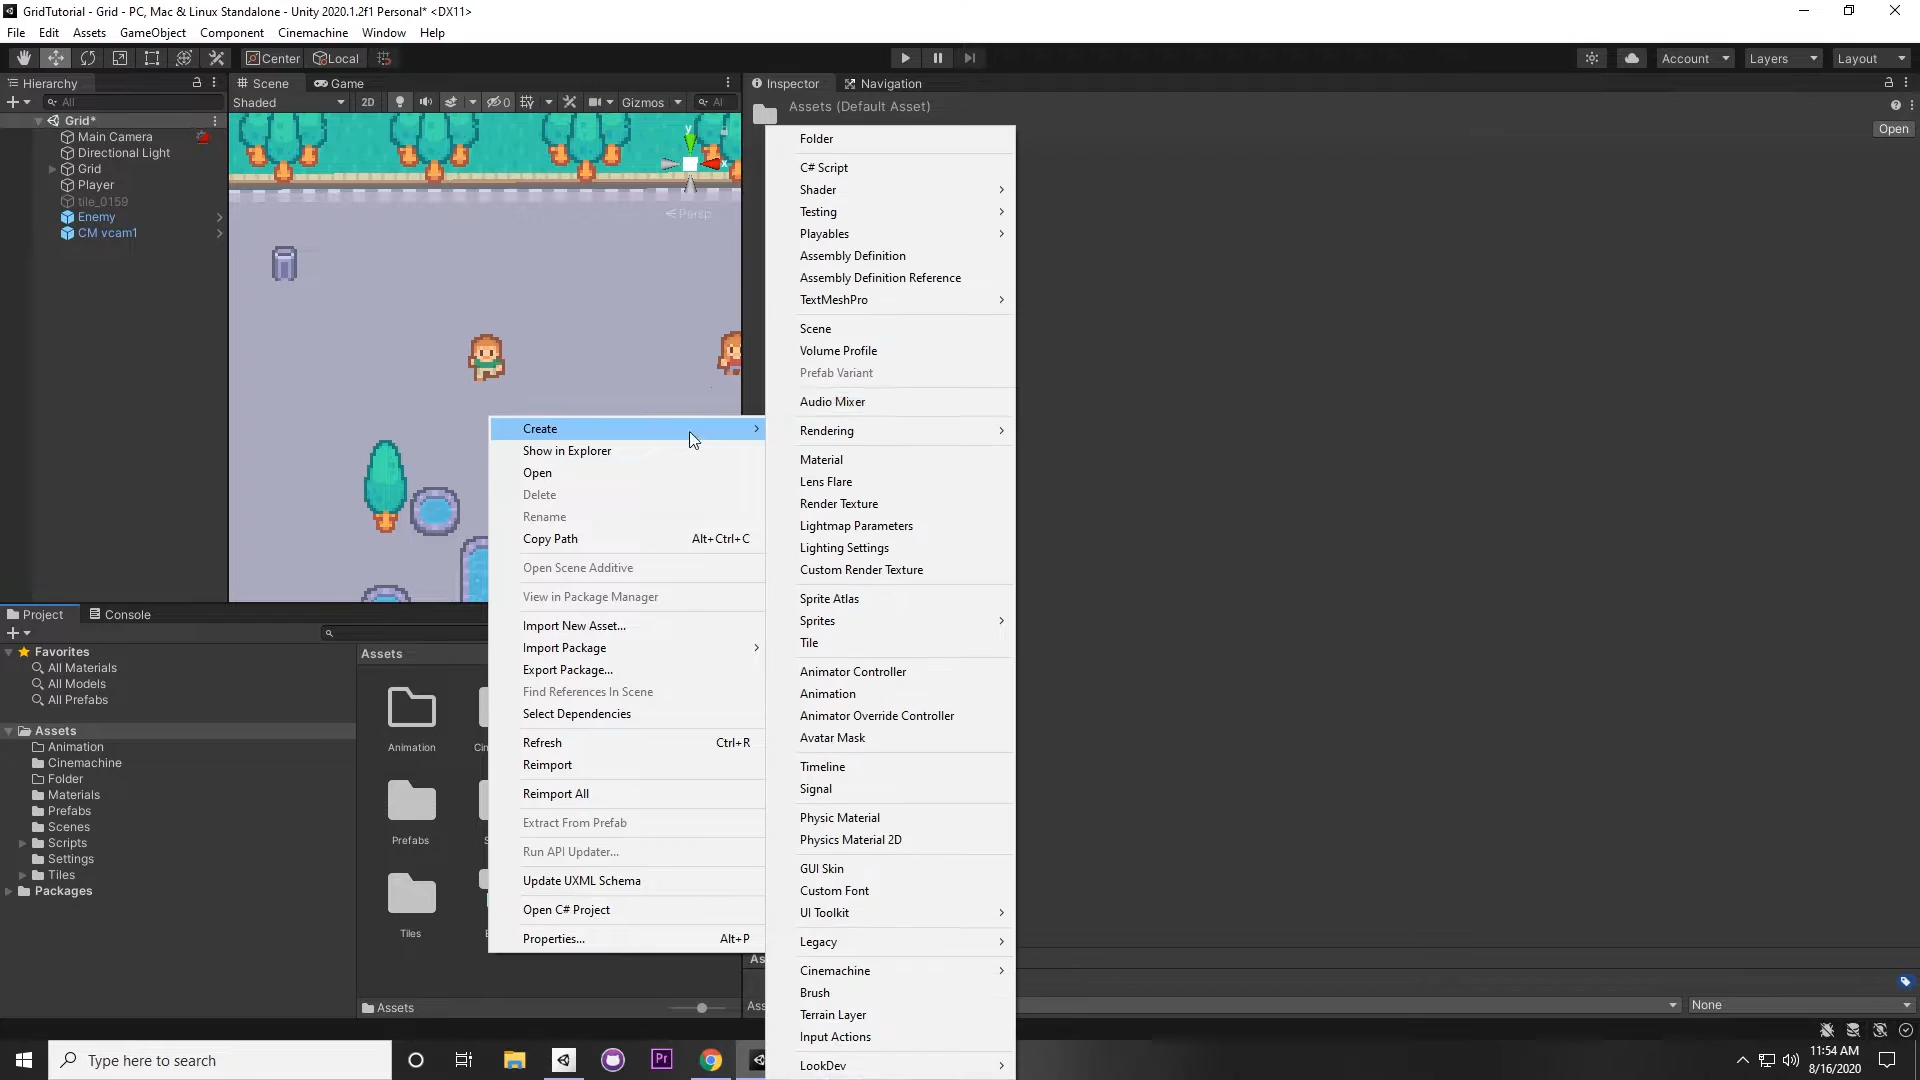 GridTutorial - Grid - PC, Mac & Linux Standalone - Unity 2020.1.2f1 Personal* <DX11>
File Edit Assets GameObject Component Cinemachine Window Help
Center Local Account Layers Layout
Hierarchy
Scene Game
Inspector Navigation
All
Shaded 2D 0 Gizmos Al
Assets (Default Asset)
Open
Grid*
Main Camera
Directional Light
Grid
Player
tile_0159
Enemy
CM vcam1
y
x
Persp
Folder
C# Script
Shader
Testing
Playables
Assembly Definition
Assembly Definition Reference
TextMeshPro
Scene
Volume Profile
Prefab Variant
Audio Mixer
Rendering
Material
Lens Flare
Render Texture
Lightmap Parameters
Lighting Settings
Custom Render Texture
Sprite Atlas
Sprites
Tile
Animator Controller
Animation
Animator Override Controller
Avatar Mask
Timeline
Signal
Physic Material
Physics Material 2D
GUI Skin
Custom Font
UI Toolkit
Legacy
Cinemachine
Brush
Terrain Layer
Input Actions
LookDev
Create
Show in Explorer
Open
Delete
Rename
Copy Path Alt+Ctrl+C
Open Scene Additive
View in Package Manager
Import New Asset...
Import Package
Export Package...
Find References In Scene
Select Dependencies
Refresh Ctrl+R
Reimport
Reimport All
Extract From Prefab
Run API Updater...
Update UXML Schema
Open C# Project
Properties... Alt+P
Project Console
Favorites
All Materials
All Models
All Prefabs
Assets
Animation
Cinemachine
Folder
Materials
Prefabs
Scenes
Scripts
Settings
Tiles
Packages
Assets
Animation
Prefabs
Tiles
Assets
None
Type here to search
Pr
11:54 AM
8/16/2020